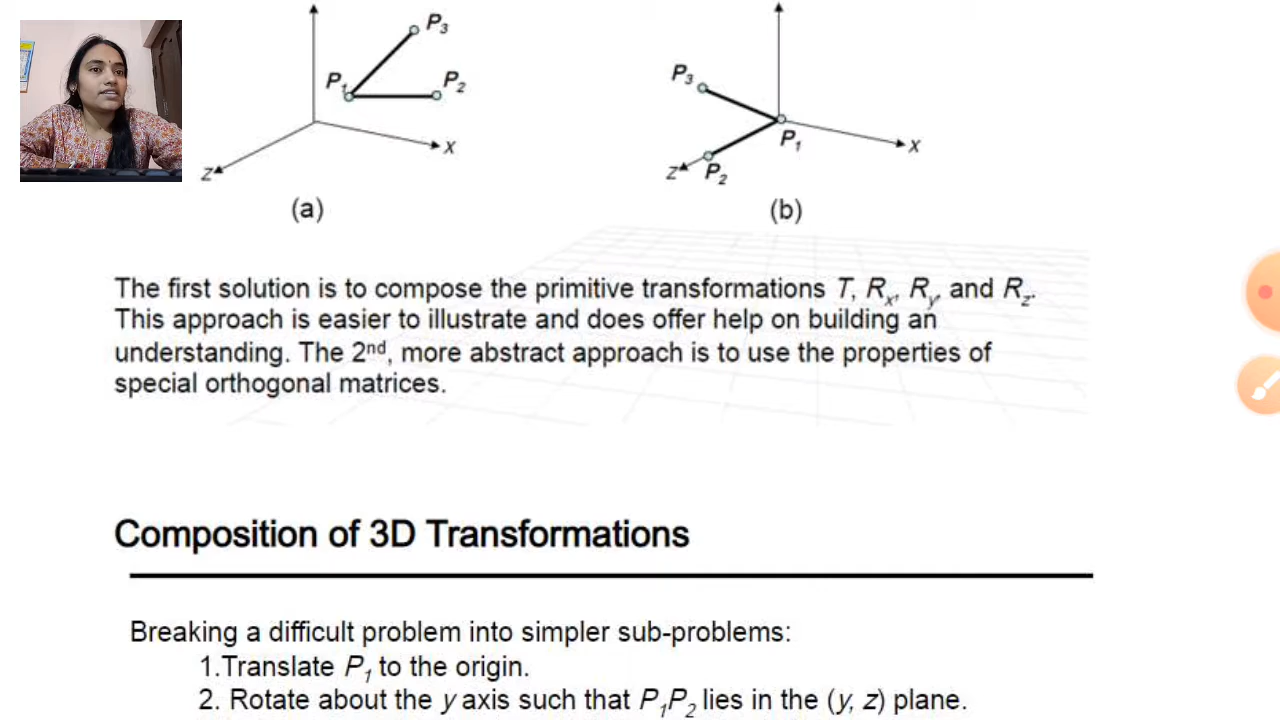 P3
P1
P2
X
Z
(a)
P3
P1
X
Z
P2
(b)
The first solution is to compose the primitive transformations T, Rx, Ry, and Rz.
This approach is easier to illustrate and does offer help on building an
understanding. The 2nd, more abstract approach is to use the properties of
special orthogonal matrices.
Composition of 3D Transformations
Breaking a difficult problem into simpler sub-problems:
1.Translate P1 to the origin.
2. Rotate about the y axis such that P1P2 lies in the (y, z) plane.